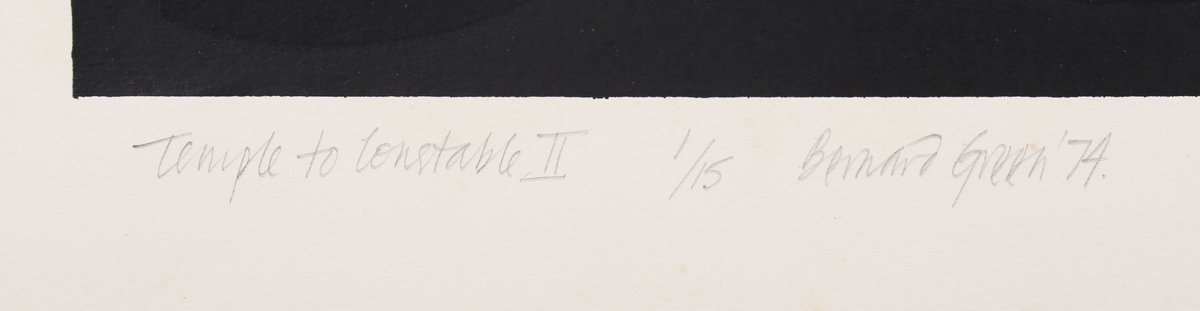 Temple to Constable II 1/15 Bernard Green '74.